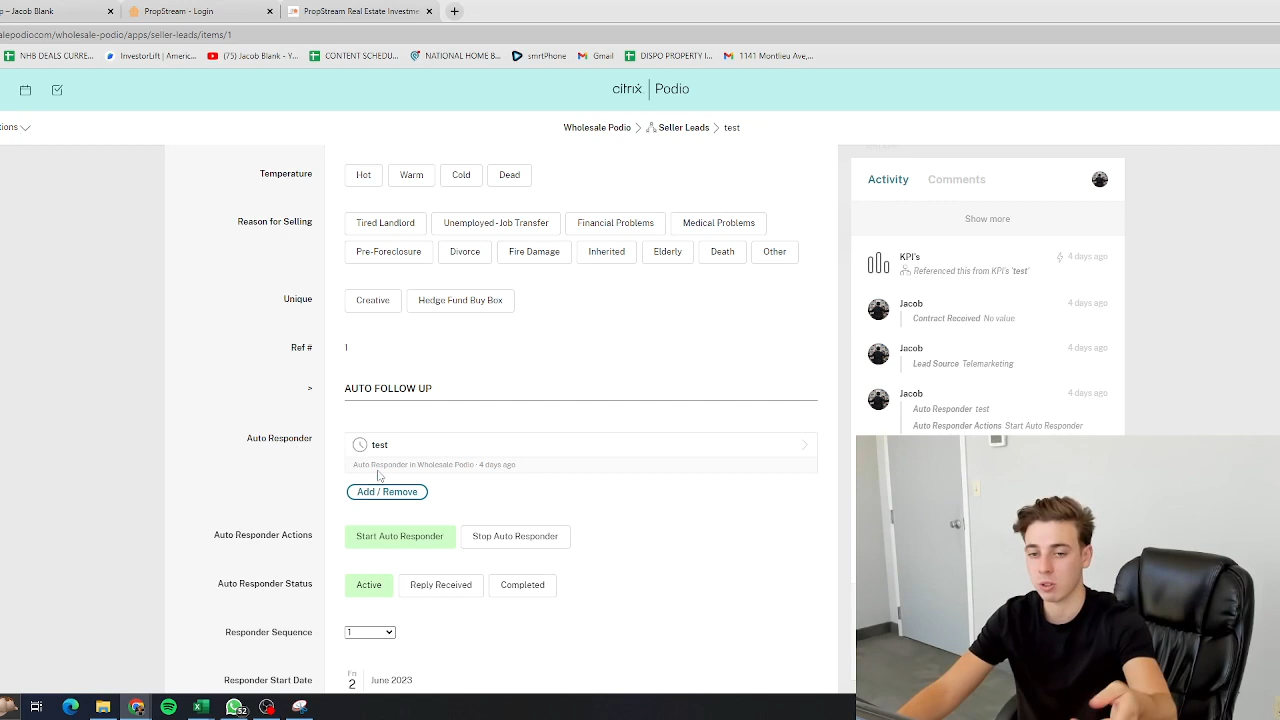 p – Jacob Blank
PropStream - Login
PropStream Real Estate Investme
lepodio.com/wholesale-podio/apps/seller-leads/items/1
NHB DEALS CURRE...
InvestorLift | Americ...
(75) Jacob Blank - Y...
CONTENT SCHEDU...
NATIONAL HOME B...
smrtPhone
Gmail
DISPO PROPERTY I...
1141 Montlieu Ave,...
citrix | Podio
ions
Wholesale Podio > Seller Leads > test
Temperature
Hot Warm Cold Dead
Reason for Selling
Tired Landlord Unemployed - Job Transfer Financial Problems Medical Problems
Pre-Foreclosure Divorce Fire Damage Inherited Elderly Death Other
Unique
Creative Hedge Fund Buy Box
Ref #
1
>
AUTO FOLLOW UP
Auto Responder
test
Auto Responder in Wholesale Podio · 4 days ago
Add / Remove
Auto Responder Actions
Start Auto Responder Stop Auto Responder
Auto Responder Status
Active Reply Received Completed
Responder Sequence
1
Responder Start Date
Fri
2
June 2023
Activity Comments
Show more
KPI's
4 days ago
Referenced this from KPI's 'test'
Jacob
4 days ago
Contract Received No value
Jacob
4 days ago
Lead Source Telemarketing
Jacob
4 days ago
Auto Responder test
Auto Responder Actions Start Auto Responder